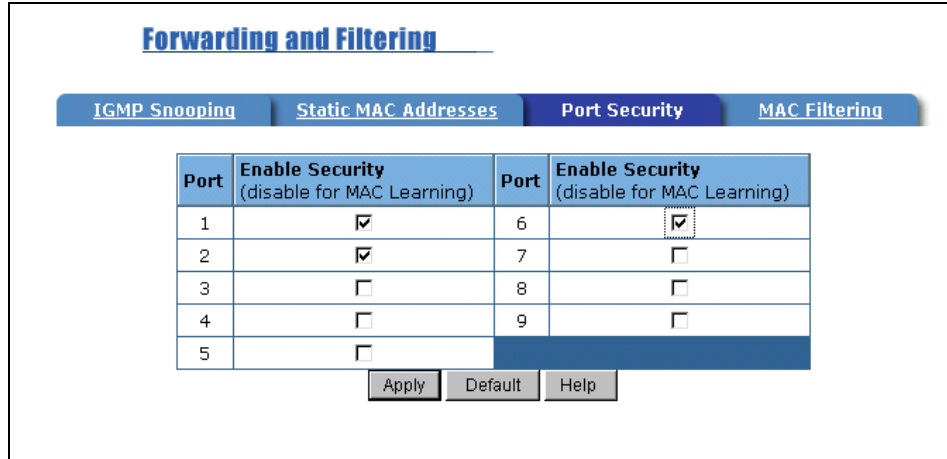 Forwarding and Filtering
IGMP Snooping Static MAC Addresses Port Security MAC Filtering
Port Enable Security (disable for MAC Learning) Port Enable Security (disable for MAC Learning)
1 6
2 7
3 8
4 9
5
Apply Default Help